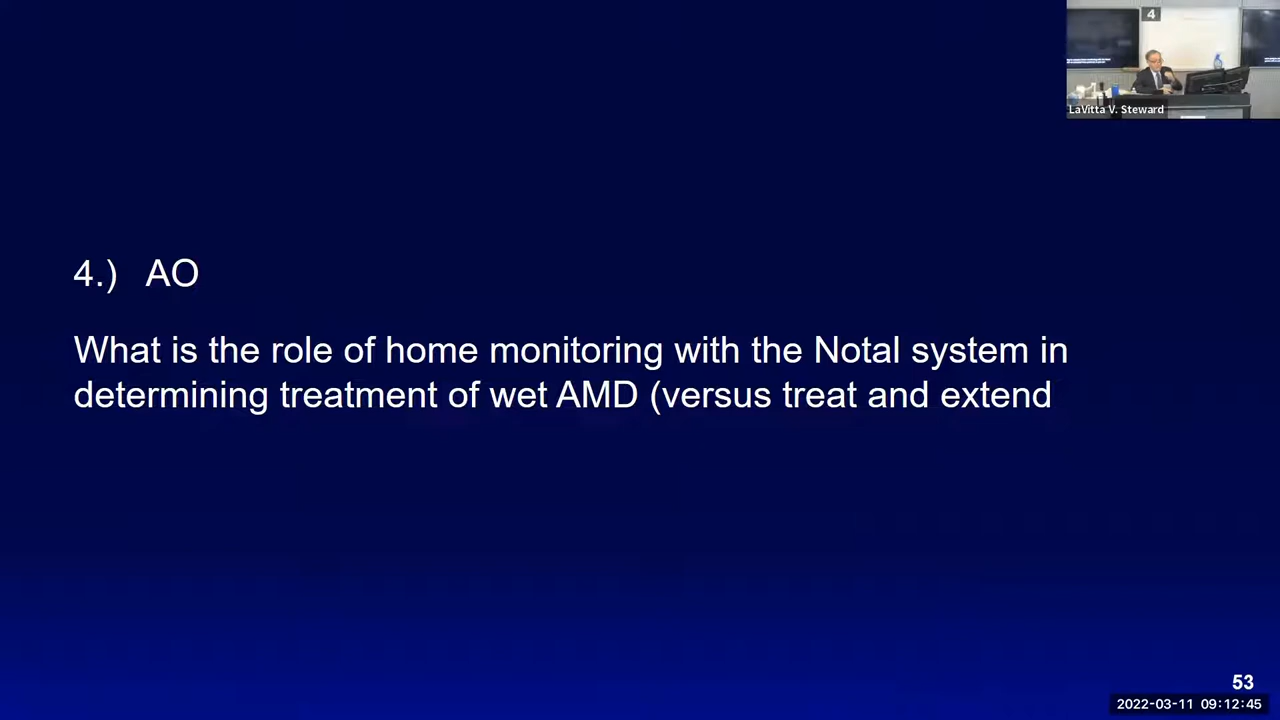 4
LaVitta V. Steward
4.) AO
What is the role of home monitoring with the Notal system in
determining treatment of wet AMD (versus treat and extend
53
2022-03-11 09:12:45